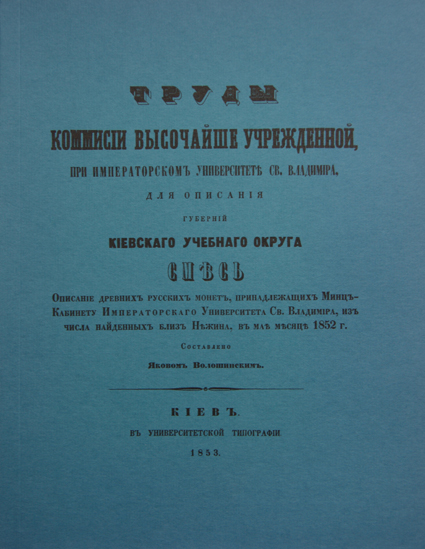 ТРУДЫ
КОММИСІИ ВЫСОЧАЙШЕ УЧРЕЖДЕННОЙ,
ПРИ ИМПЕРАТОРСКОМЪ УНИВЕРСИТЕТѢ СВ. ВЛАДИМІРА,
ДЛЯ ОПИСАНІЯ
ГУБЕРНІЙ
КІЕВСКАГО УЧЕБНАГО ОКРУГА
СМѢСЬ
Описаніе древнихъ русскихъ монетъ, принадлежащихъ Минцъ-
Кабинету Императорскаго Университета Св. Владиміра, изъ
числа найденныхъ близъ Нѣжина, въ маѣ мѣсяцѣ 1852 г.
Составлено
Яковомъ Волошинскимъ.
КІЕВЪ.
ВЪ УНИВЕРСИТЕТСКОЙ ТИПОГРАФІИ
1853.